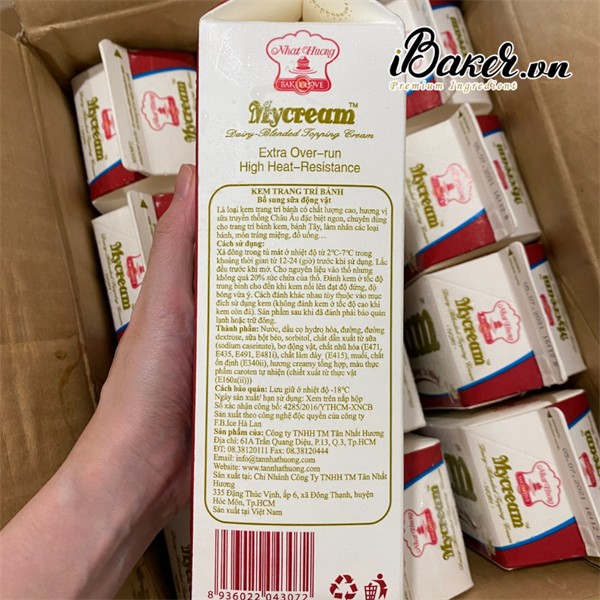 iBaker.vn
Premium Ingredient
Nhat Huong
BAKE LOVE
Mycream™
Dairy-Blended Topping Cream
Extra Over-run
High Heat-Resistance
KEM TRANG TRÍ BÁNH
Bổ sung sữa động vật
Là loại kem trang trí bánh có chất lượng cao, hương vị
sữa truyền thống Châu Âu đặc biệt ngon, chuyên dùng
cho trang trí bánh kem, bánh Tây, làm nhân các loại
bánh, món tráng miệng, đồ uống...
Cách sử dụng:
Xả đông trong tủ mát ở nhiệt độ từ 2ºC-7ºC trong
khoảng thời gian từ 12-24 (giờ) trước khi sử dụng. Lắc
đều trước khi mở. Cho nguyên liệu vào thố nhưng
không quá 20% sức chứa của thố. Đánh kem ở tốc độ
trung bình cho đến khi kem nổi lên đạt độ đứng, độ
bóng vừa ý. Cách đánh khác nhau tùy thuộc vào mục
đích sử dụng kem (không đánh kem ở tốc độ cao khi
kem còn đá). Sản phẩm sau khi đã đánh phải bảo quản
lạnh hoặc trữ đông.
Thành phần: Nước, dầu cọ hydro hóa, đường, đường
dextrose, sữa bột béo, sorbitol, chất dẫn xuất từ sữa
(sodium caseinate), bơ động vật, chất nhũ hóa (E471,
E435, E491, E481i), chất làm dày (E415), muối, chất
ổn định (E340ii), hương creamy tổng hợp, màu thực
phẩm caroten tự nhiên (chiết xuất từ thực vật
(E160a(ii)))
Cách bảo quản: Lưu giữ ở nhiệt độ -18ºC
Ngày sản xuất/ hạn sử dụng: Xem trên nắp hộp
Số xác nhận công bố: 4285/2016/YTHCM-XNCB
Sản xuất theo công nghệ độc quyền của công ty
F.B.Ice Hà Lan
Sản phẩm của: Công ty TNHH TM Tân Nhất Hương
Địa chỉ: 61A Trần Quang Diệu, P.13, Q.3, Tp.HCM
ĐT: 08.38120111 Fax: 08.38120444
Email: info@tannhathuong.com
Website: www.tannhathuong.com
Sản xuất tại: Chi Nhánh Công Ty TNHH TM Tân Nhất
Hương
335 Đặng Thúc Vịnh, ấp 6, xã Đông Thạnh, huyện
Hóc Môn, Tp.HCM
Sản xuất tại Việt Nam
8 936022 043072
Mycream
Mycream
Mycream
Mycream
Mycream